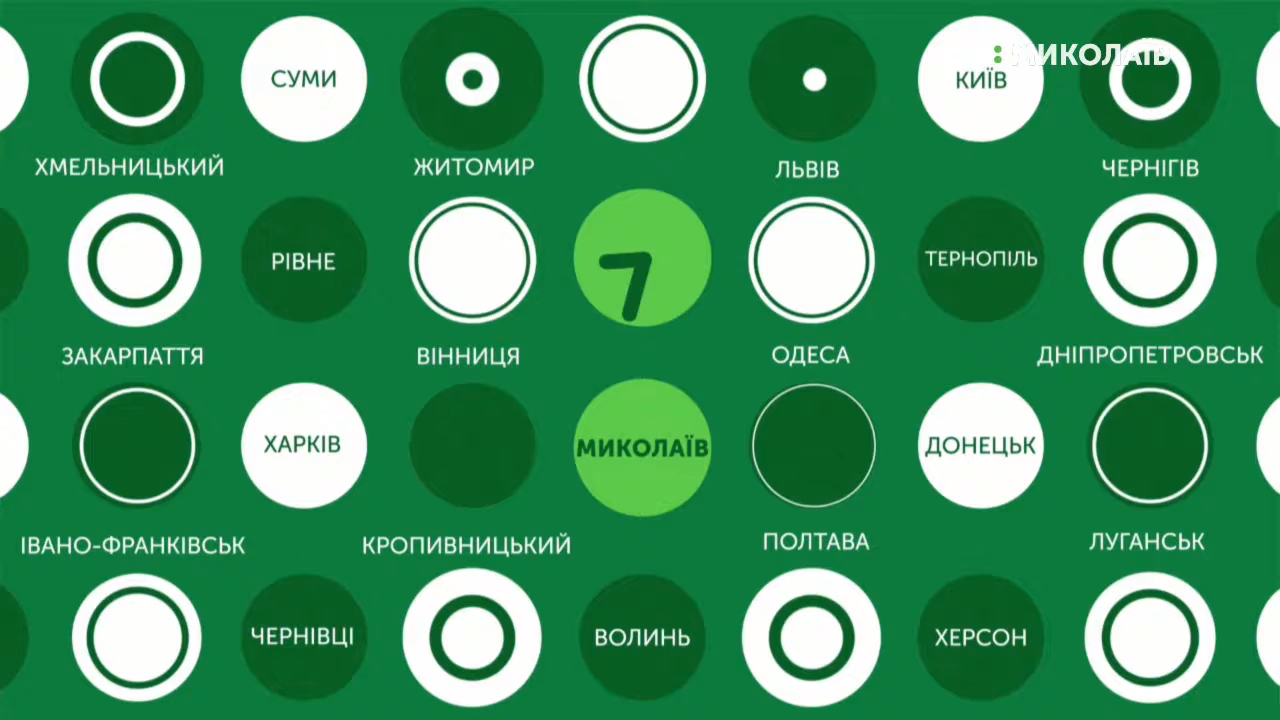 : МИКОЛАЇВ
СУМИ
КИЇВ
ХМЕЛЬНИЦЬКИЙ
ЖИТОМИР
ЛЬВІВ
ЧЕРНІГІВ
РІВНЕ
ТЕРНОПІЛЬ
ЗАКАРПАТТЯ
ВІННИЦЯ
ОДЕСА
ДНІПРОПЕТРОВСЬК
ХАРКІВ
МИКОЛАЇВ
ДОНЕЦЬК
ІВАНО-ФРАНКІВСЬК
КРОПИВНИЦЬКИЙ
ПОЛТАВА
ЛУГАНСЬК
ЧЕРНІВЦІ
ВОЛИНЬ
ХЕРСОН